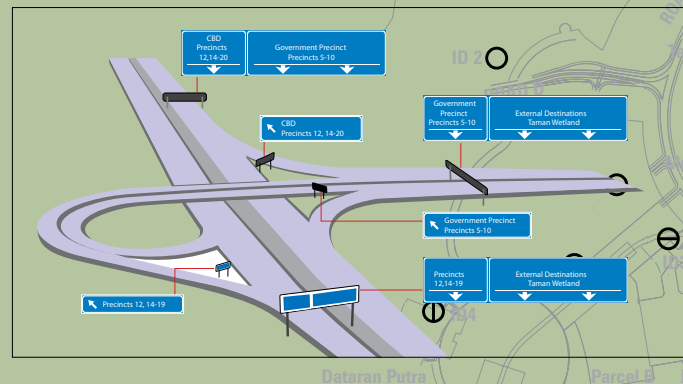 CBD
Precincts
12,14-20
Government Precinct
Precincts 5-10
ID 2
CBD
Precincts 12, 14-20
Government
Precinct
Precincts 5-10
External Destinations
Taman Wetland
Government Precinct
Precincts 5-10
Precincts
12,14-19
External Destinations
Taman Wetland
Precincts 12, 14-19
ID4
Dataran Putra